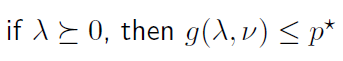 if λ ⪰ 0, then g(λ, ν) ≤ p⋆